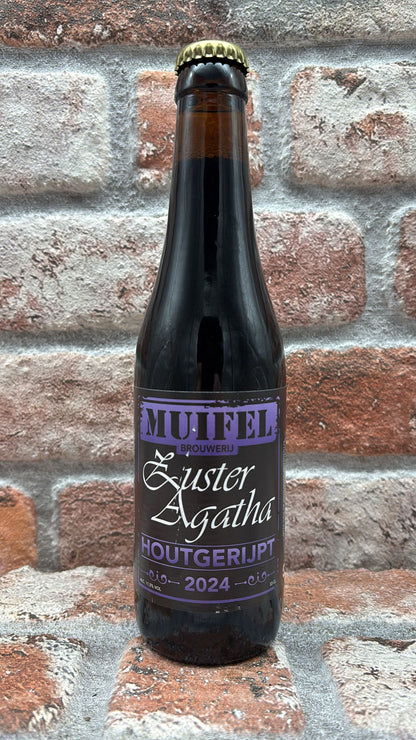 MUIFEL
BROUWERIJ
Zuster
Agatha
HOUTGERIJPT
2024